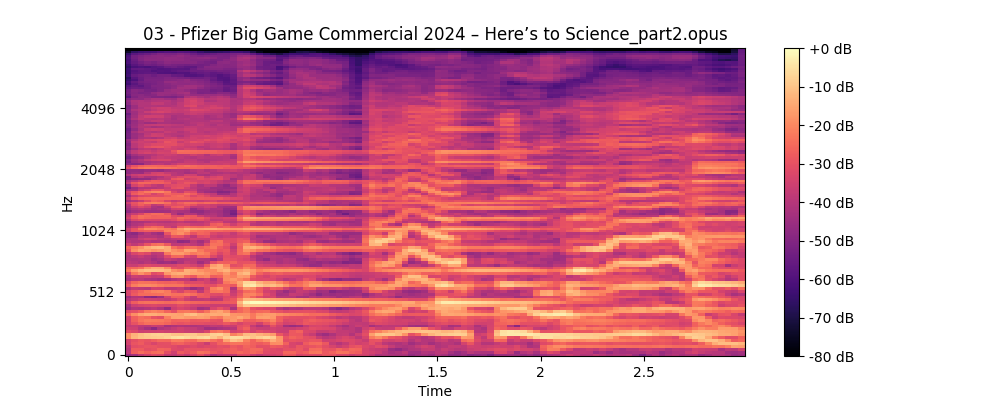 03 - Pfizer Big Game Commercial 2024 – Here’s to Science_part2.opus
Hz
4096
2048
1024
512
0
0
0.5
1
1.5
2
2.5
Time
+0 dB
-10 dB
-20 dB
-30 dB
-40 dB
-50 dB
-60 dB
-70 dB
-80 dB